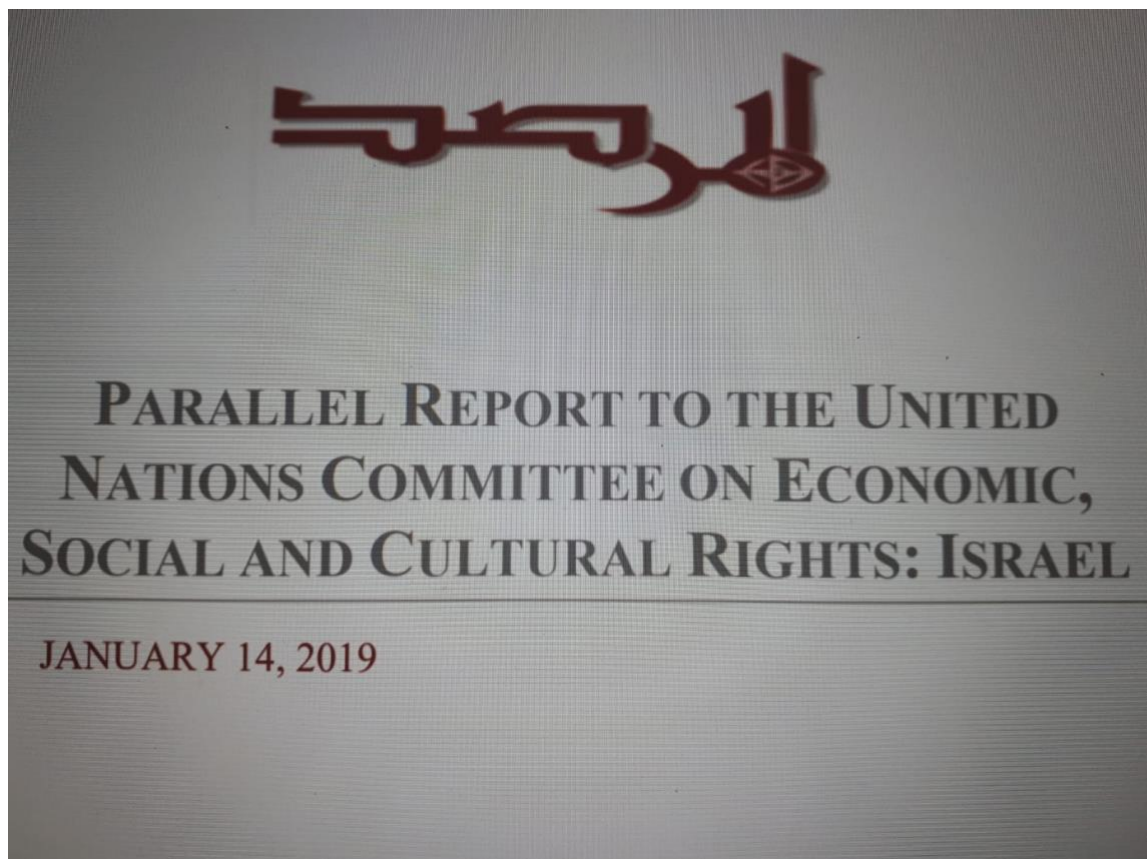 المرصد
PARALLEL REPORT TO THE UNITED
NATIONS COMMITTEE ON ECONOMIC,
SOCIAL AND CULTURAL RIGHTS: ISRAEL
JANUARY 14, 2019